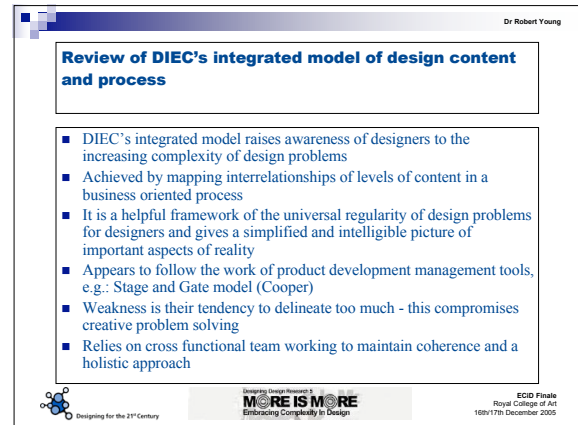 Dr Robert Young
Review of DIEC's integrated model of design content
and process
■ DIEC's integrated model raises awareness of designers to the
increasing complexity of design problems
■ Achieved by mapping interrelationships of levels of content in a
business oriented process
■ It is a helpful framework of the universal regularity of design problems
for designers and gives a simplified and intelligible picture of
important aspects of reality
■ Appears to follow the work of product development management tools,
e.g.: Stage and Gate model (Cooper)
■ Weakness is their tendency to delineate too much - this compromises
creative problem solving
■ Relies on cross functional team working to maintain coherence and a
holistic approach
Designing for the 21st Century
Designing Design Research 5
MORE IS MORE
Embracing Complexity In Design
ECiD Finale
Royal College of Art
16th/17th December 2005